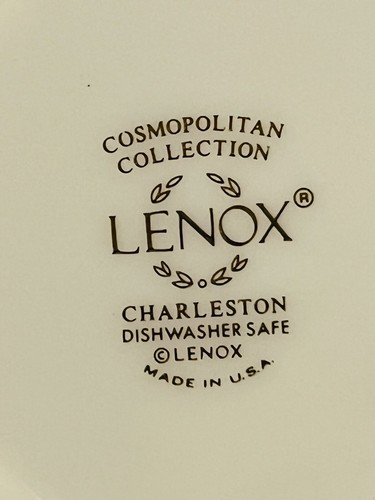 COSMOPOLITAN
COLLECTION
LENOX®
CHARLESTON
DISHWASHER SAFE
©LENOX
MADE IN U.S.A.